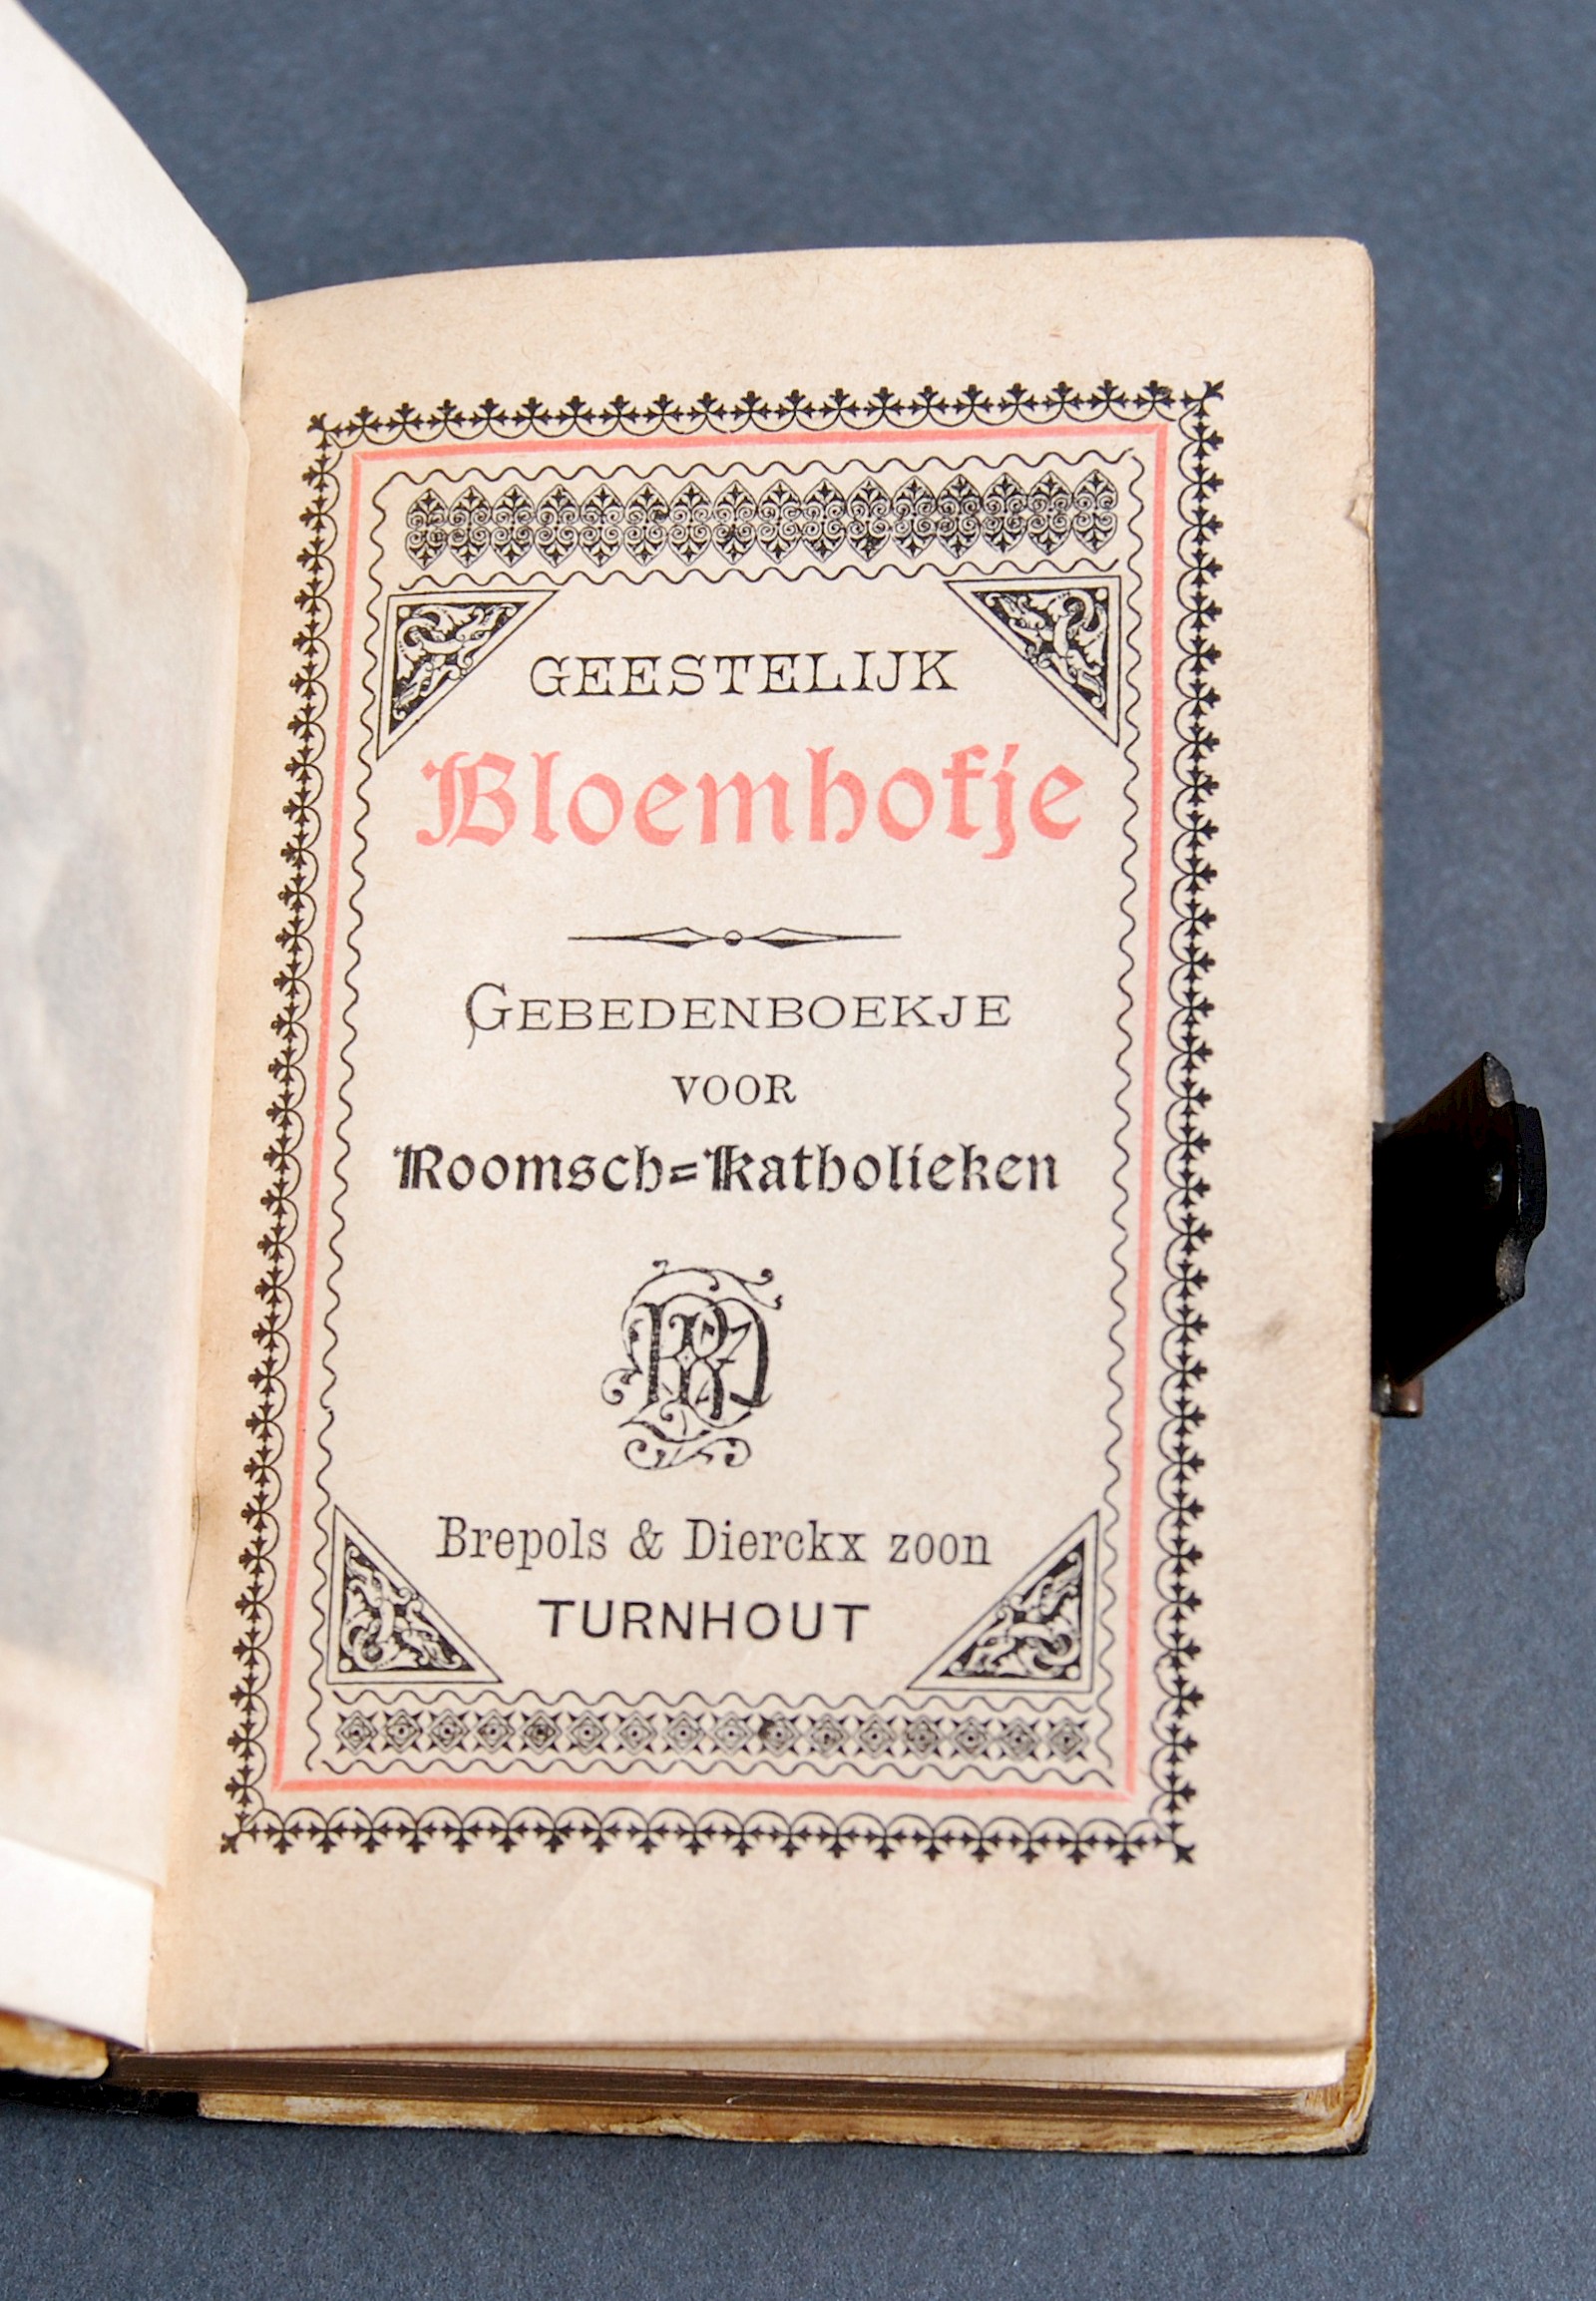 GEESTELIJK
Bloemhofje
GEBEDENBOEKJE
VOOR
Roomsch=Katholieken
Brepols & Dierckx zoon
TURNHOUT